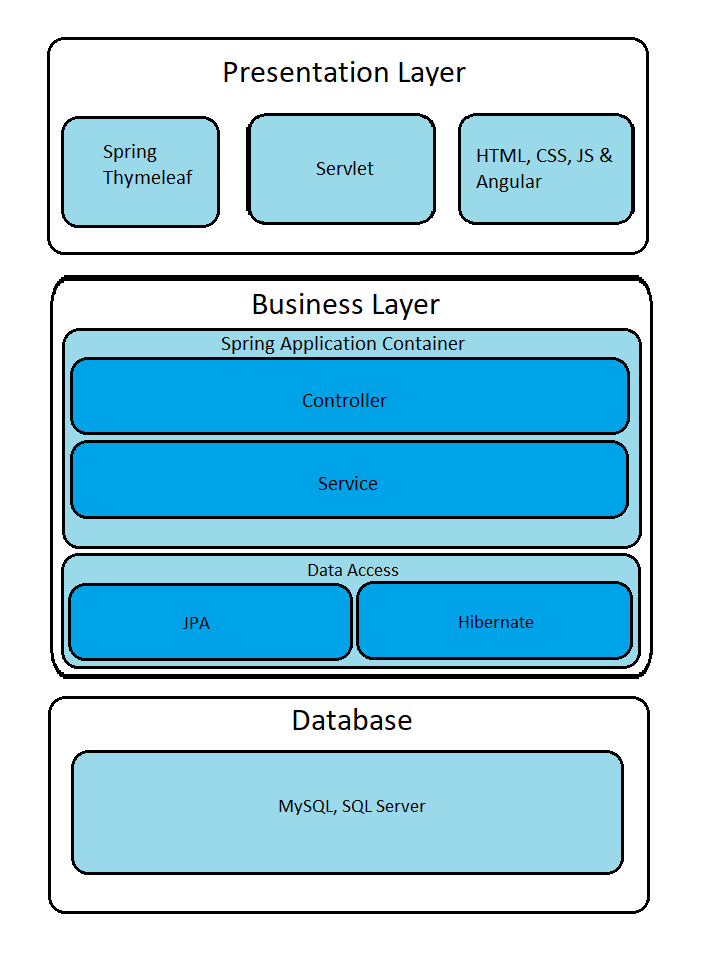 Presentation Layer
Spring
Thymeleaf
Servlet
HTML, CSS, JS &
Angular
Business Layer
Spring Application Container
Controller
Service
Data Access
JPA
Hibernate
Database
MySQL, SQL Server